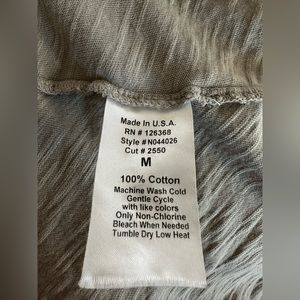 Made In U.S.A.
RN # 126368
Style # N044026
Cut # 2550
M
100% Cotton
Machine Wash Cold
Gentle Cycle
with like colors
Only Non-Chlorine
Bleach When Needed
Tumble Dry Low Heat